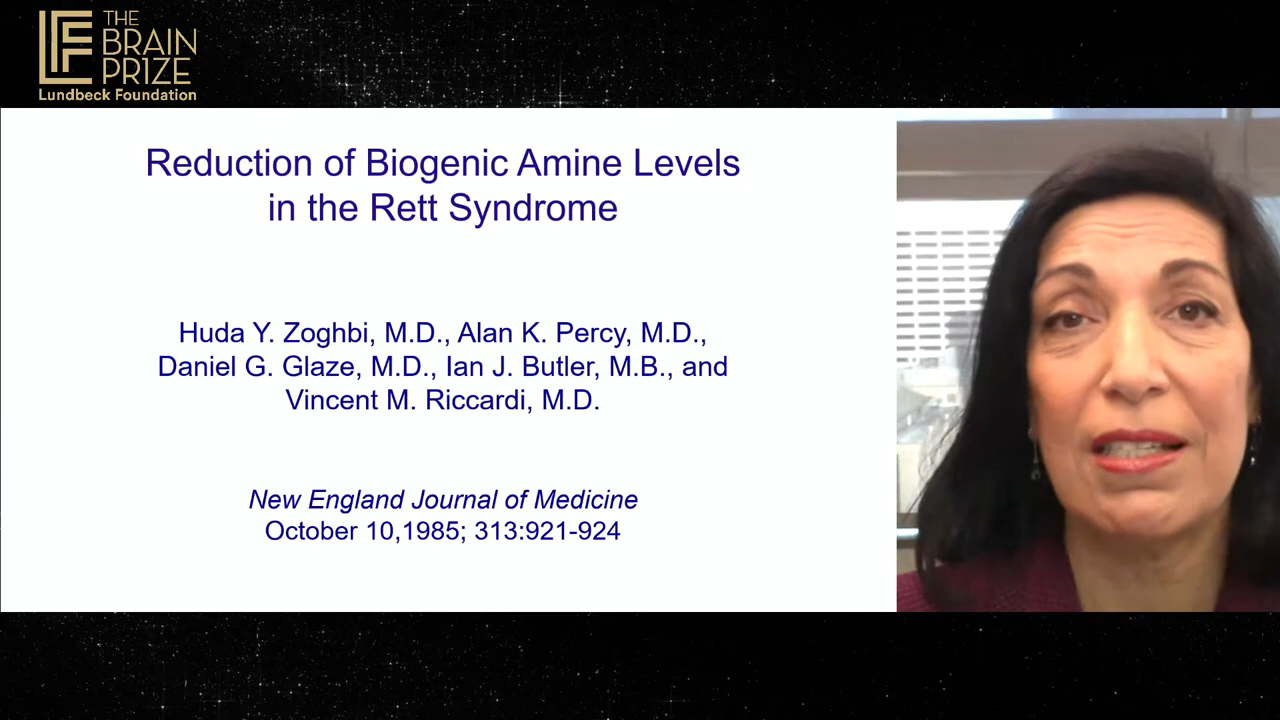 THE
BRAIN
PRIZE
Lundbeck Foundation
Reduction of Biogenic Amine Levels
in the Rett Syndrome
Huda Y. Zoghbi, M.D., Alan K. Percy, M.D.,
Daniel G. Glaze, M.D., Ian J. Butler, M.B., and
Vincent M. Riccardi, M.D.
New England Journal of Medicine
October 10,1985; 313:921-924